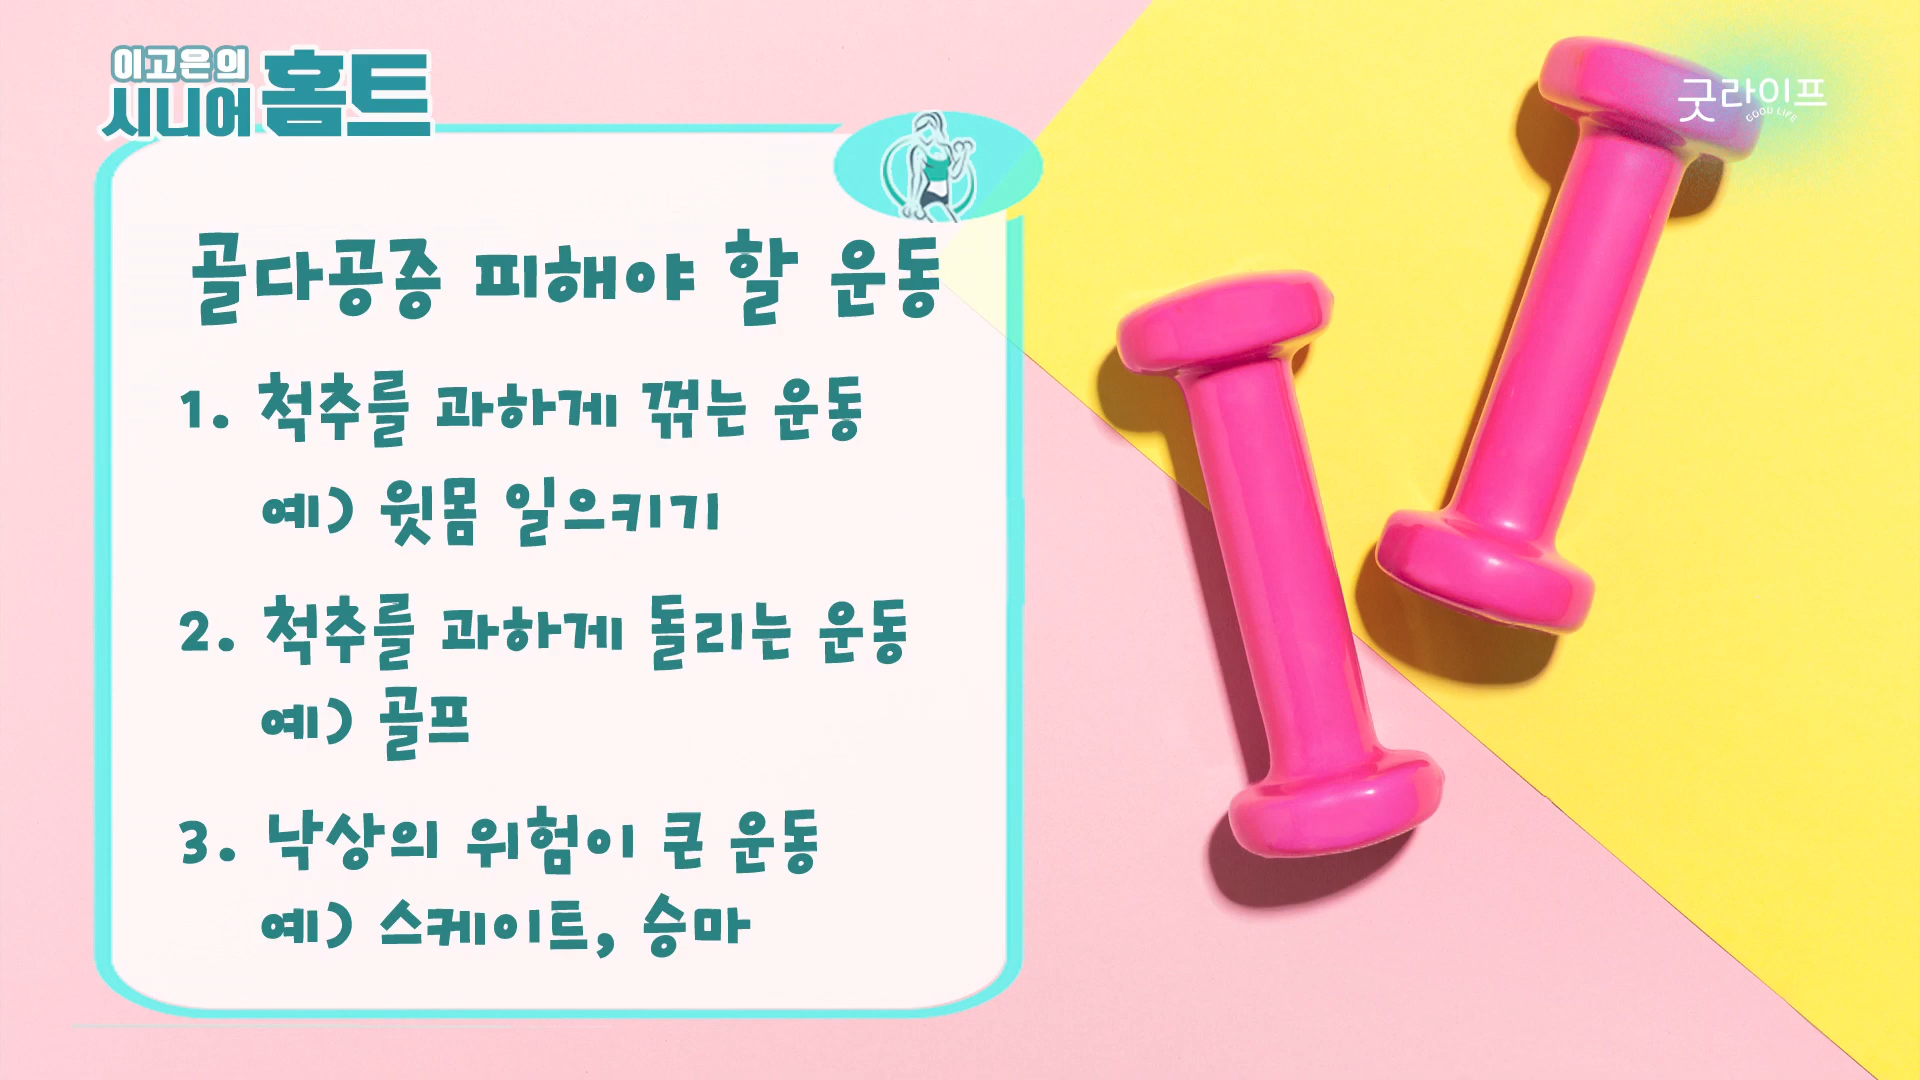 이고은의
시니어 홈트
굿라이프
GOOD LIFE
골다공증 피해야 할 운동
1. 척추를 과하게 꺾는 운동
예) 윗몸 일으키기
2. 척추를 과하게 돌리는 운동
예) 골프
3. 낙상의 위험이 큰 운동
예) 스케이트, 승마